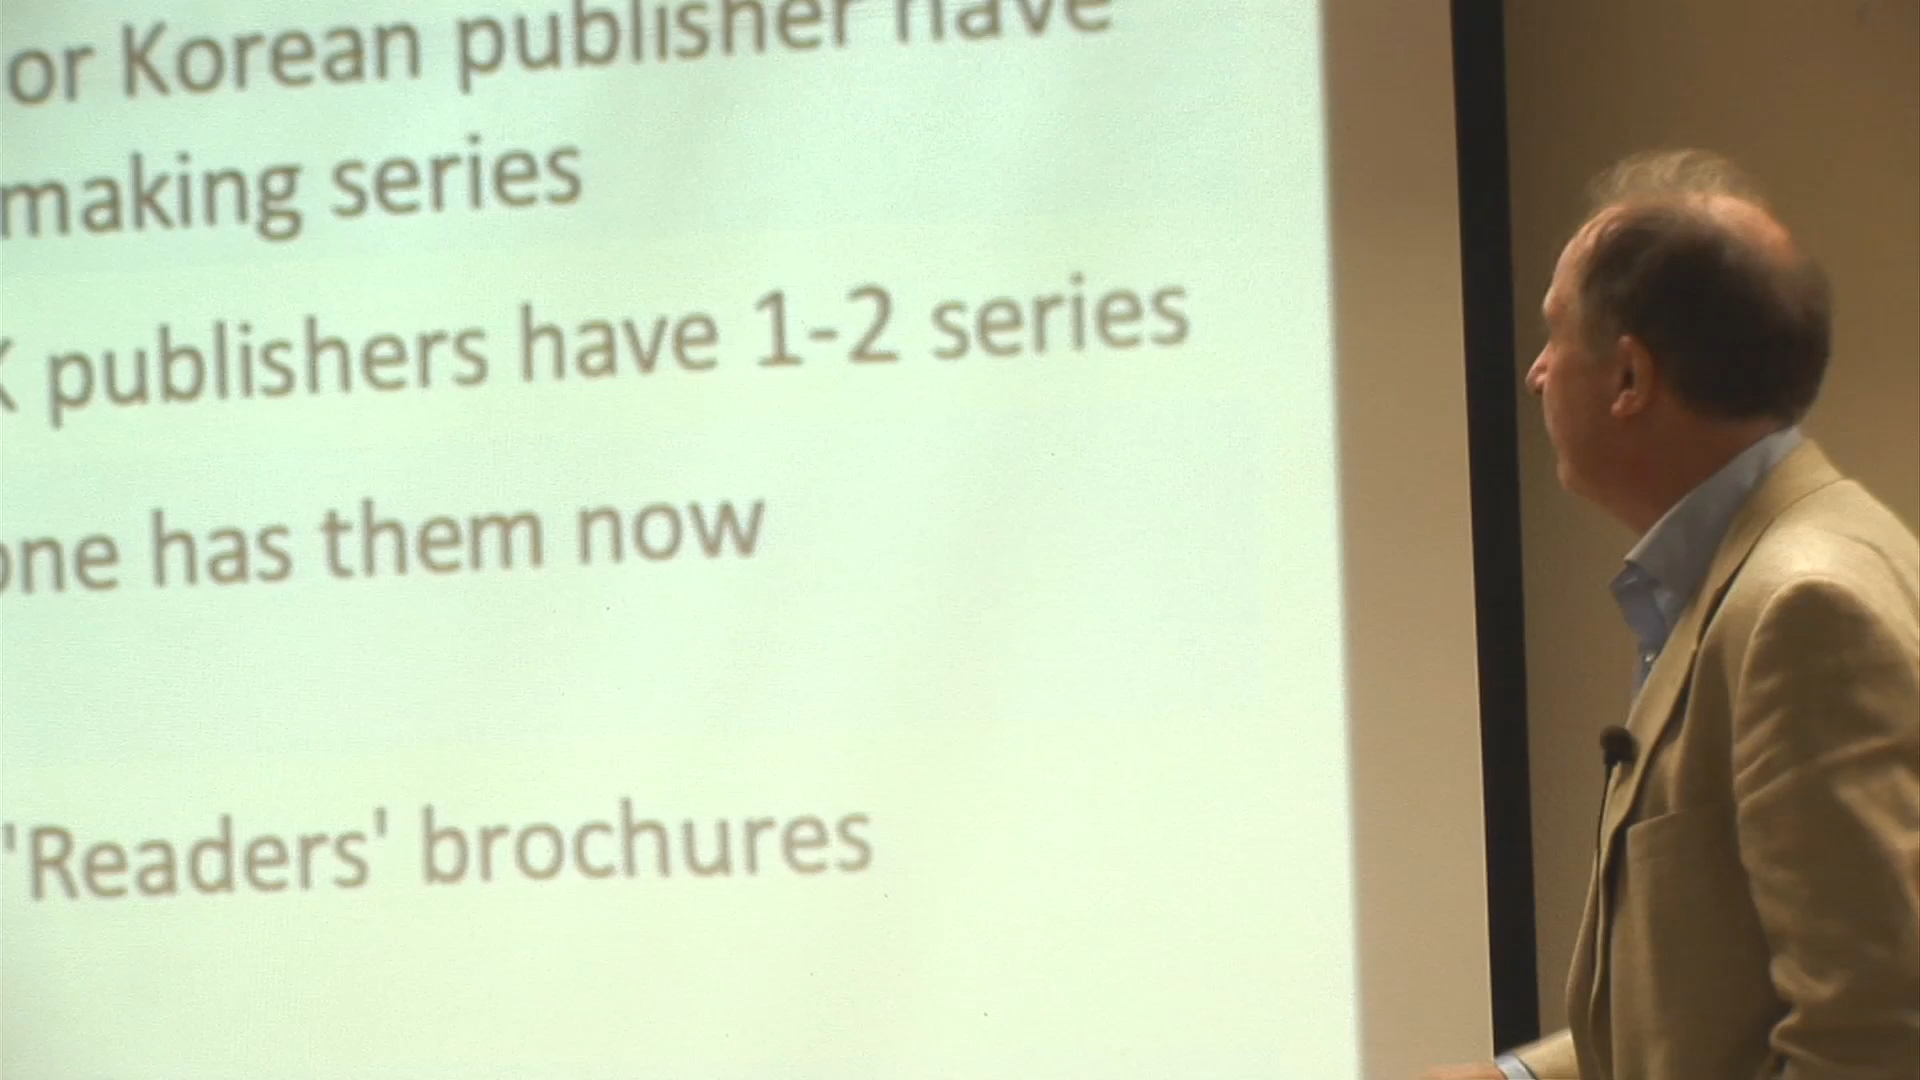 or Korean publisher have
making series
publishers have 1-2 series
one has them now
'Readers' brochures